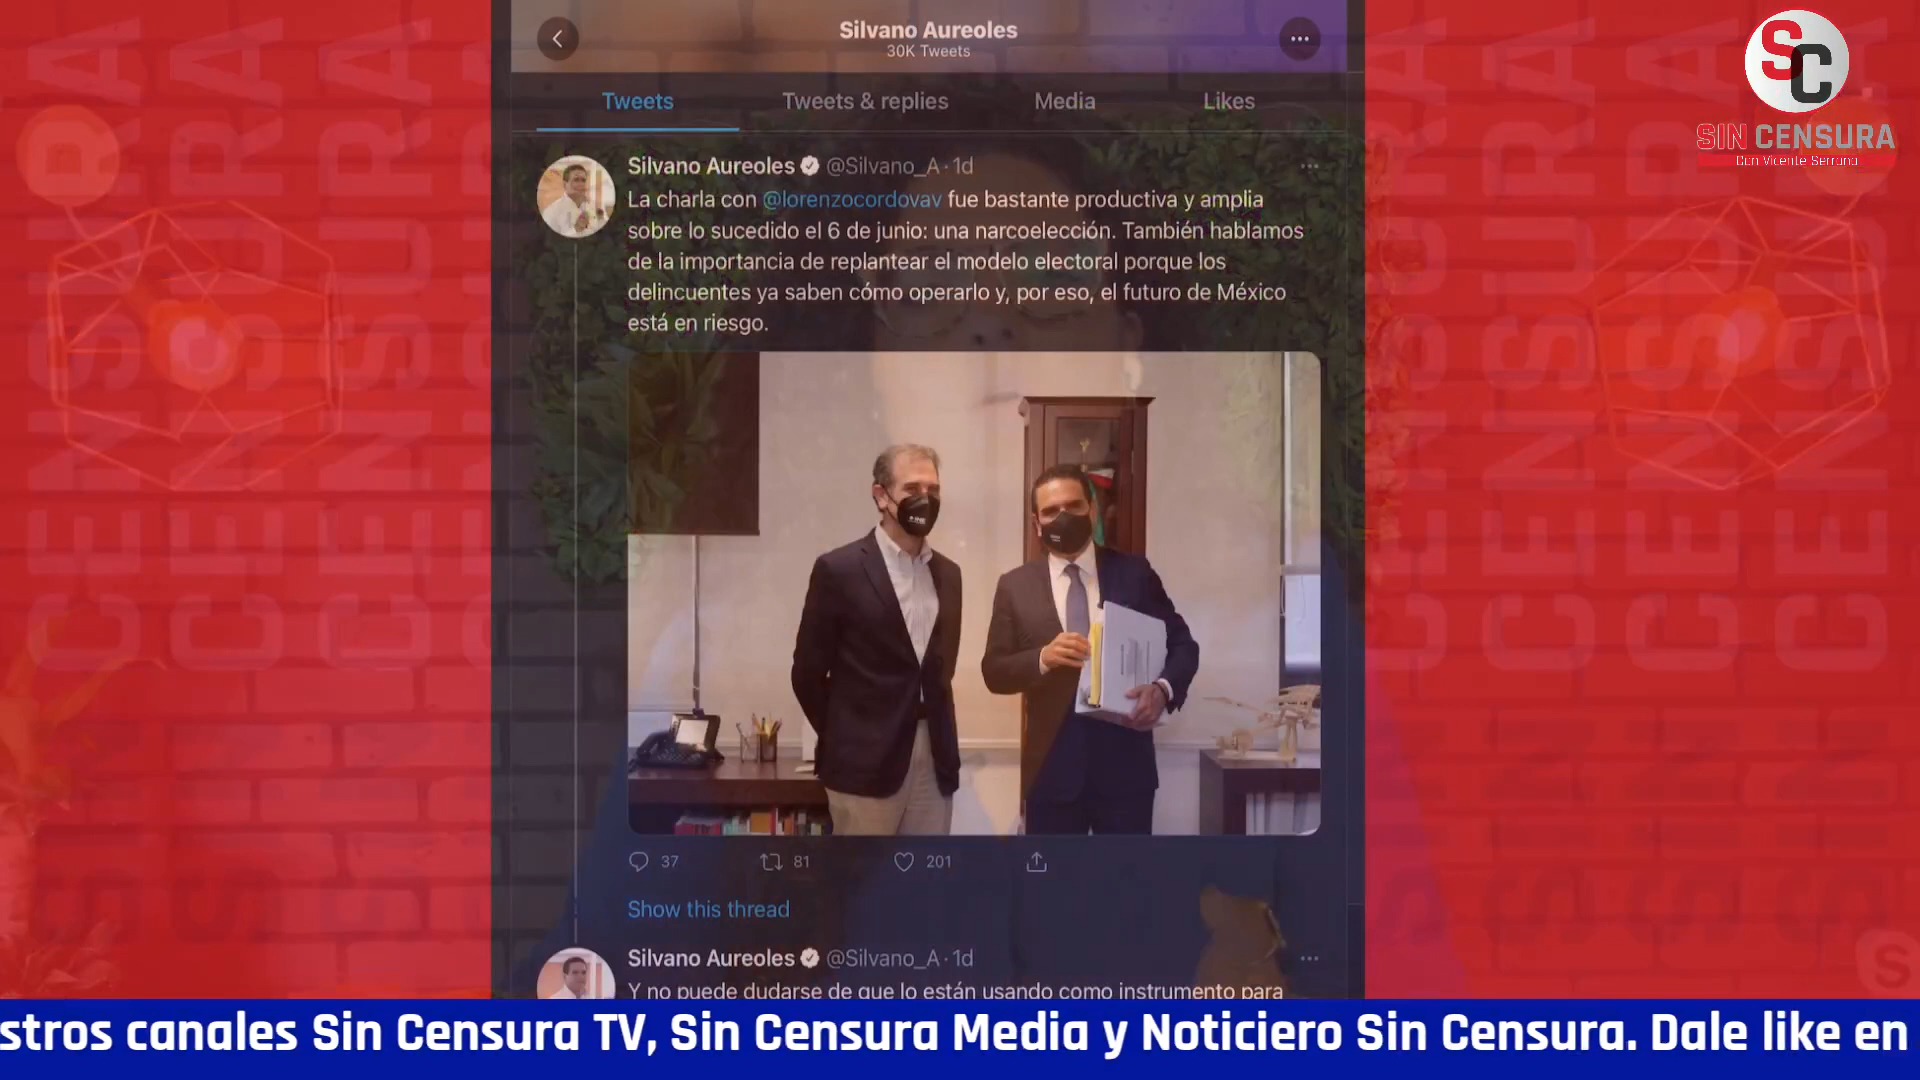 Silvano Aureoles
30K Tweets
Tweets
Tweets & replies
Media
Likes
SC
SIN CENSURA
Con Vicente Serrano
Silvano Aureoles @Silvano_A · 1d
La charla con @lorenzocordovav fue bastante productiva y amplia
sobre lo sucedido el 6 de junio: una narcoelección. También hablamos
de la importancia de replantear el modelo electoral porque los
delincuentes ya saben cómo operarlo y, por eso, el futuro de México
está en riesgo.
37
81
201
Show this thread
Silvano Aureoles @Silvano_A · 1d
Y no puede dudarse de que lo están usando como instrumento para
stros canales Sin Censura TV, Sin Censura Media y Noticiero Sin Censura. Dale like en